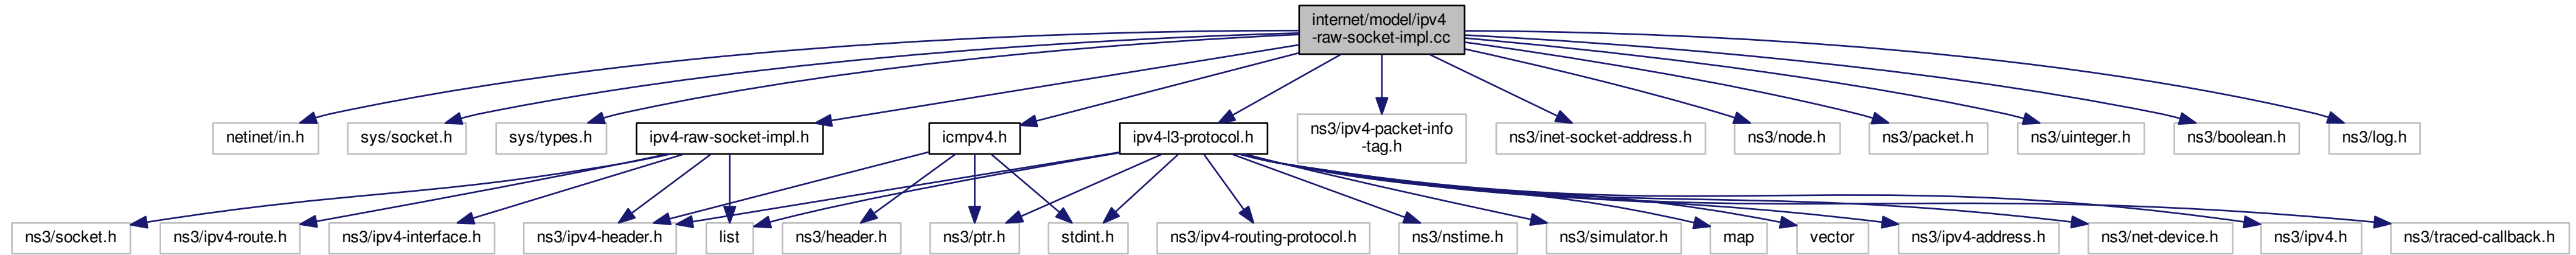 internet/model/ipv4
-raw-socket-impl.cc
netinet/in.h
sys/socket.h
sys/types.h
ipv4-raw-socket-impl.h
icmpv4.h
ipv4-l3-protocol.h
ns3/ipv4-packet-info
-tag.h
ns3/inet-socket-address.h
ns3/node.h
ns3/packet.h
ns3/uinteger.h
ns3/boolean.h
ns3/log.h
ns3/socket.h
ns3/ipv4-route.h
ns3/ipv4-interface.h
ns3/ipv4-header.h
list
ns3/header.h
ns3/ptr.h
stdint.h
ns3/ipv4-routing-protocol.h
ns3/nstime.h
ns3/simulator.h
map
vector
ns3/ipv4-address.h
ns3/net-device.h
ns3/ipv4.h
ns3/traced-callback.h